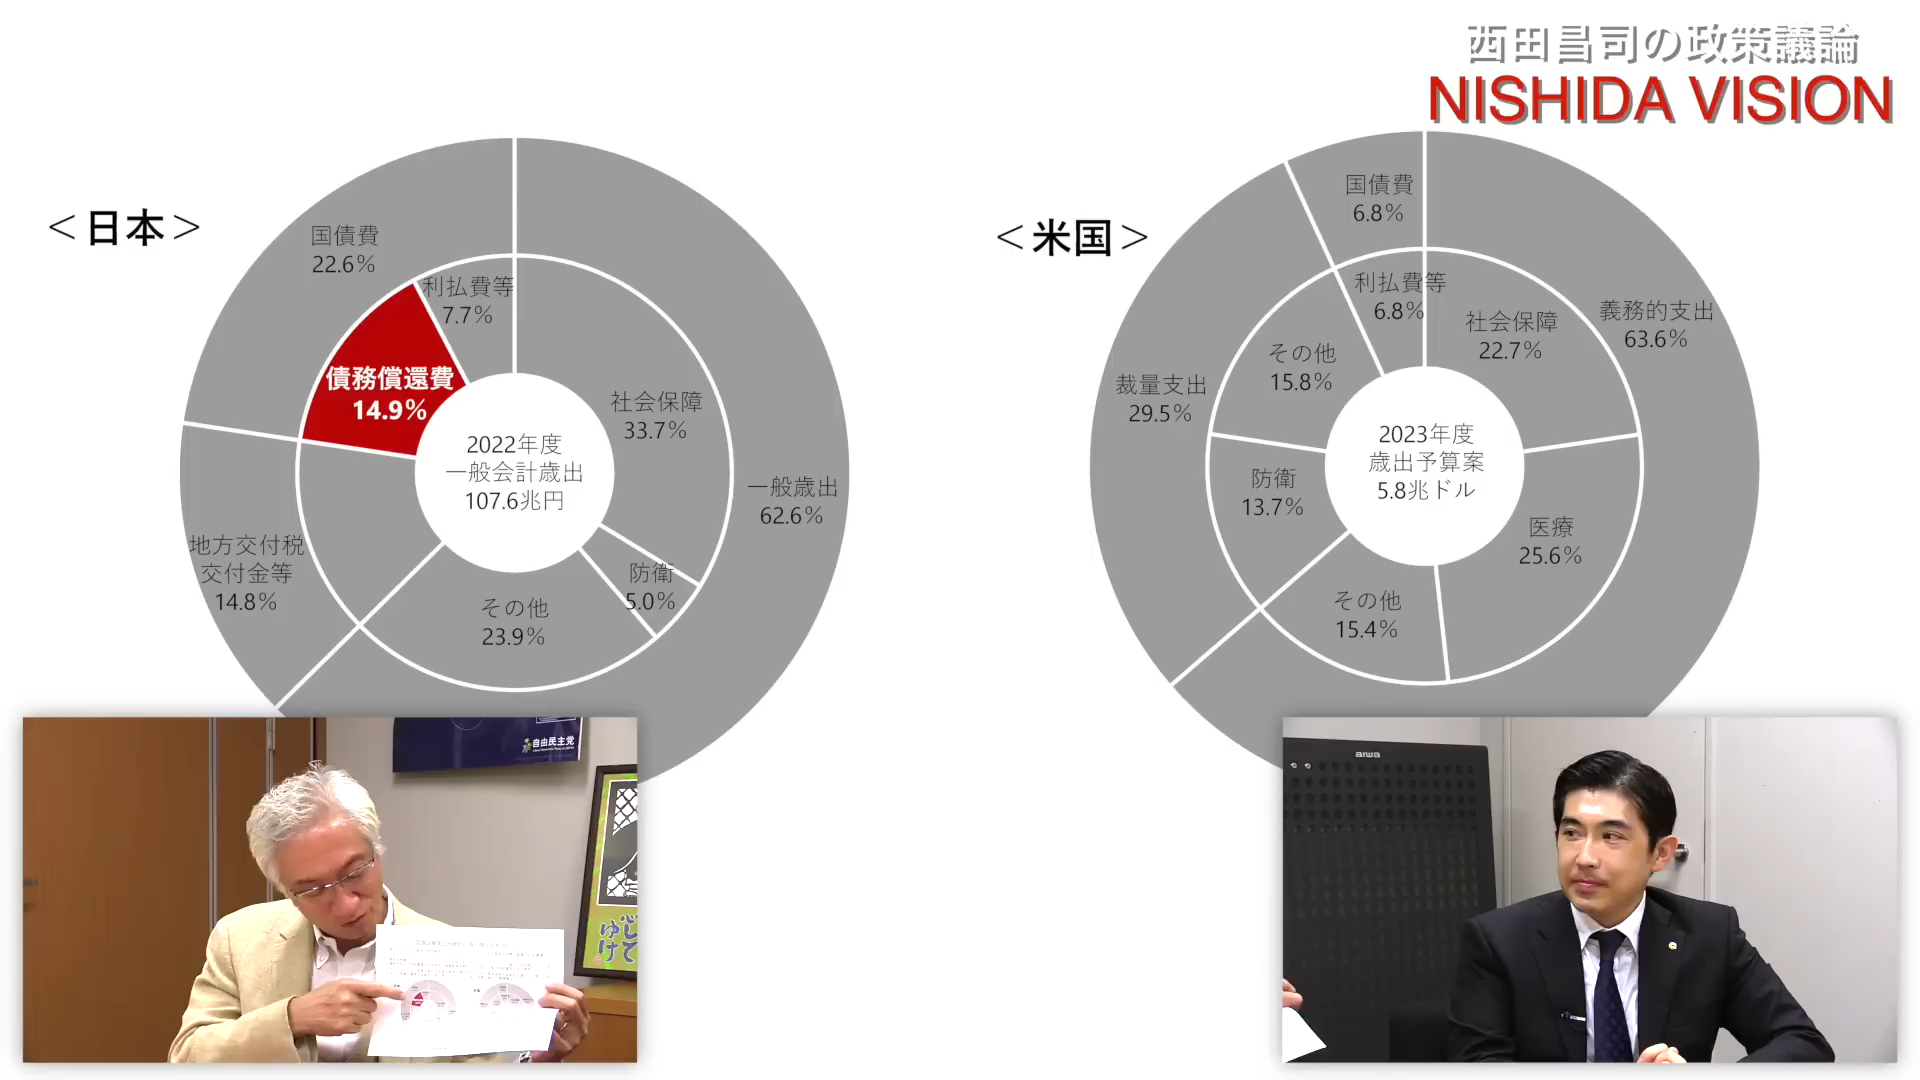 西田昌司の政策議論
NISHIDA VISION
＜日本＞
国債費
22.6%
利払費等
7.7%
債務償還費
14.9%
社会保障
33.7%
2022年度
一般会計歳出
107.6兆円
一般歳出
62.6%
地方交付税
交付金等
14.8%
防衛
5.0%
その他
23.9%
＜米国＞
国債費
6.8%
利払費等
6.8%
社会保障
22.7%
義務的支出
63.6%
その他
15.8%
裁量支出
29.5%
2023年度
歳出予算案
5.8兆ドル
防衛
13.7%
医療
25.6%
その他
15.4%
自由民主党
aiwa